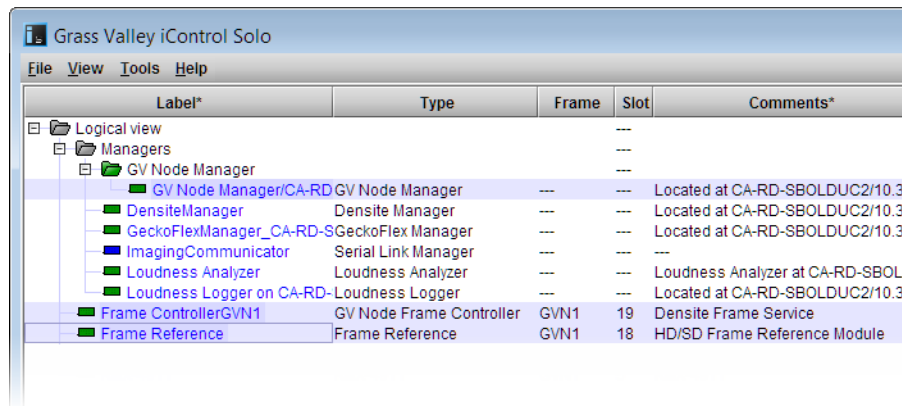 Grass Valley iControl Solo
File View Tools Help
Label* Type Frame Slot Comments*
Logical view ---
Managers ---
GV Node Manager ---
GV Node Manager/CA-RD GV Node Manager --- --- Located at CA-RD-SBOLDUC2/10.3
DensiteManager Densite Manager --- --- Located at CA-RD-SBOLDUC2/10.3
GeckoFlexManager_CA-RD-S GeckoFlex Manager --- --- Located at CA-RD-SBOLDUC2/10.3
ImagingCommunicator Serial Link Manager --- --- ---
Loudness Analyzer Loudness Analyzer --- --- Loudness Analyzer at CA-RD-SBOL
Loudness Logger on CA-RD- Loudness Logger --- --- Located at CA-RD-SBOLDUC2/10.3
Frame ControllerGVN1 GV Node Frame Controller GVN1 19 Densite Frame Service
Frame Reference Frame Reference GVN1 18 HD/SD Frame Reference Module